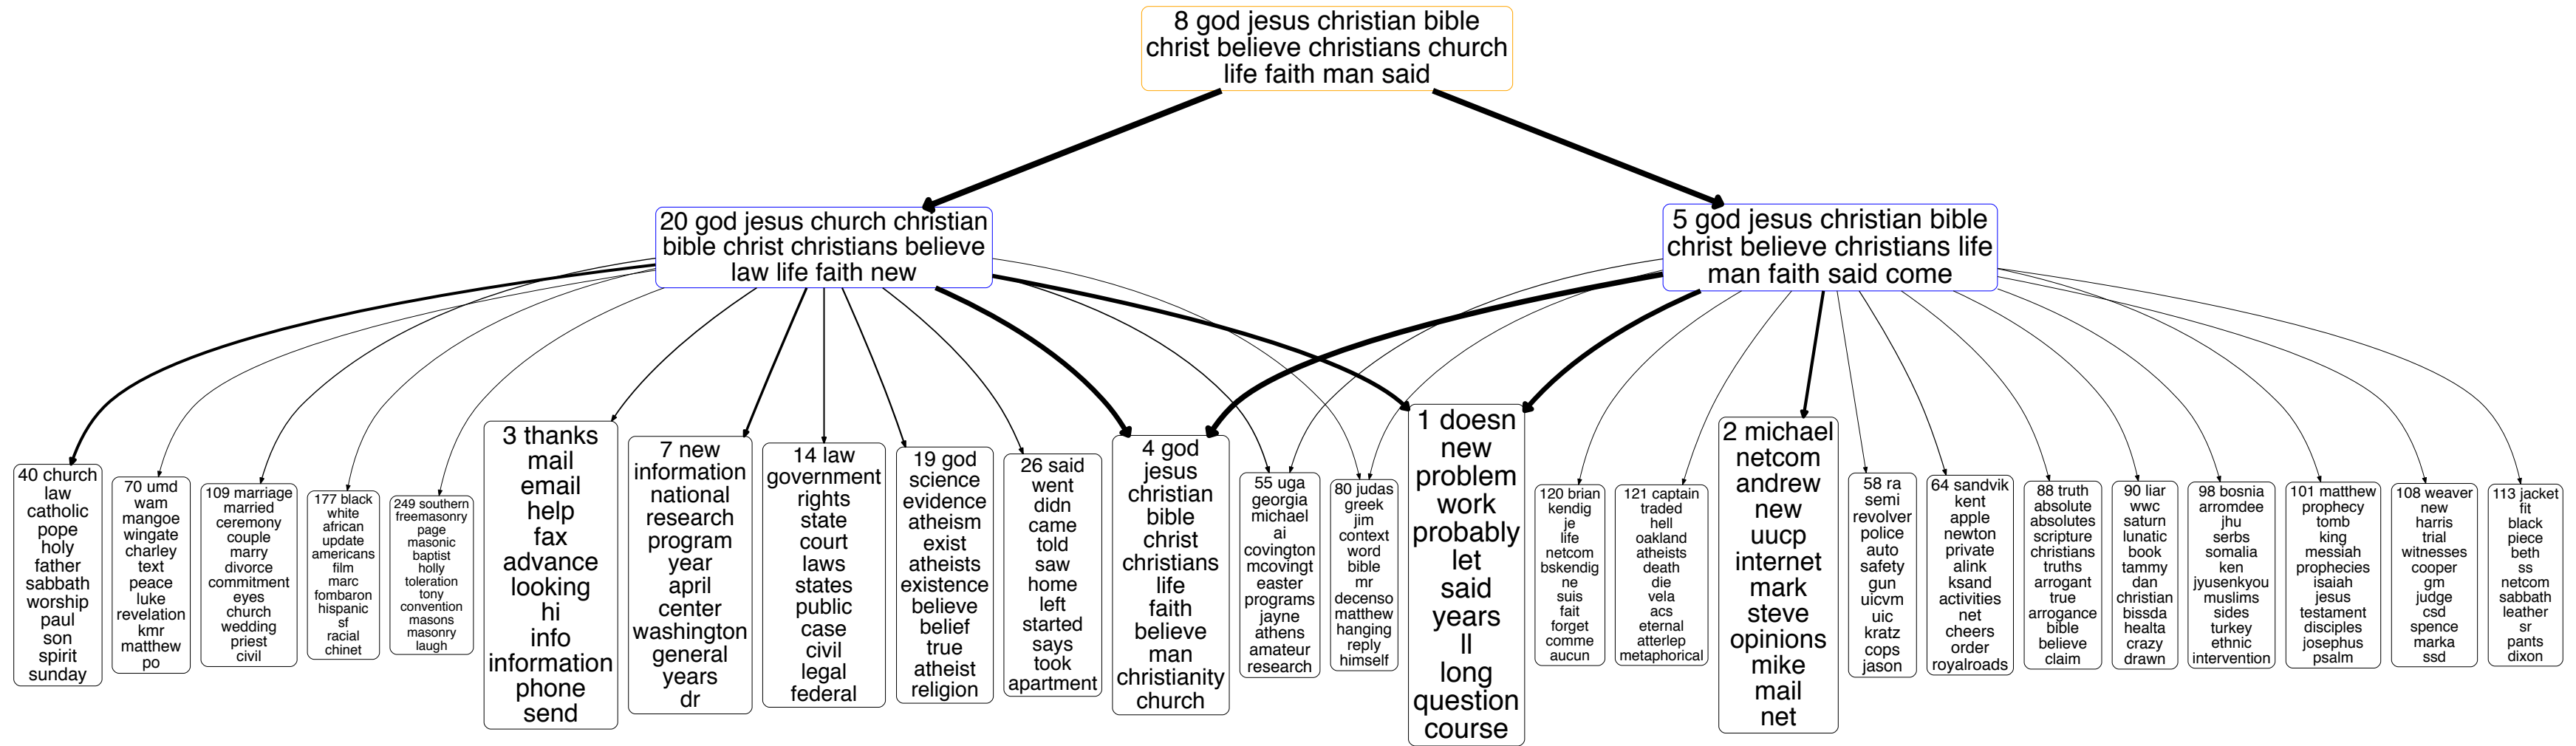 8 god jesus christian bible
christ believe christians church
life faith man said
20 god jesus church christian
bible christ christians believe
law life faith new
5 god jesus christian bible
christ believe christians life
man faith said come
40 church
law
catholic
pope
holy
father
sabbath
worship
paul
son
spirit
sunday
70 umd
wam
mangoe
wingate
charley
text
peace
luke
revelation
kmr
matthew
po
109 marriage
married
ceremony
couple
marry
divorce
commitment
eyes
church
wedding
priest
civil
177 black
white
african
update
americans
film
marc
fombaron
hispanic
sf
racial
chinet
249 southern
freemasonry
page
masonic
baptist
holly
toleration
tony
convention
masons
masonry
laugh
3 thanks
mail
email
help
fax
advance
looking
hi
info
information
phone
send
7 new
information
national
research
program
year
april
center
washington
general
years
dr
14 law
government
rights
state
court
laws
states
public
case
civil
legal
federal
19 god
science
evidence
atheism
exist
atheists
existence
believe
belief
true
atheist
religion
26 said
went
didn
came
told
saw
home
left
started
says
took
apartment
4 god
jesus
christian
bible
christ
christians
life
faith
believe
man
christianity
church
55 uga
georgia
michael
ai
covington
mcovingt
easter
programs
jayne
athens
amateur
research
80 judas
greek
jim
context
word
bible
mr
decenso
matthew
hanging
reply
himself
1 doesn
new
problem
work
probably
let
said
years
ll
long
question
course
120 brian
kendig
je
life
netcom
bskendig
ne
suis
fait
forget
comme
aucun
121 captain
traded
hell
oakland
atheists
death
die
vela
acs
eternal
atterlep
metaphorical
2 michael
netcom
andrew
new
uucp
internet
mark
steve
opinions
mike
mail
net
58 ra
semi
revolver
police
auto
safety
gun
uicvm
uic
kratz
cops
jason
64 sandvik
kent
apple
newton
private
alink
ksand
activities
net
cheers
order
royalroads
88 truth
absolute
absolutes
scripture
christians
truths
arrogant
true
arrogance
bible
believe
claim
90 liar
wwc
saturn
lunatic
book
tammy
dan
christian
bissda
healta
crazy
drawn
98 bosnia
arromdee
jhu
serbs
somalia
ken
jyusenkyou
muslims
sides
turkey
ethnic
intervention
101 matthew
prophecy
tomb
king
messiah
prophecies
isaiah
jesus
testament
disciples
josephus
psalm
108 weaver
new
harris
trial
witnesses
cooper
gm
judge
csd
spence
marka
ssd
113 jacket
fit
black
piece
beth
ss
netcom
sabbath
leather
sr
pants
dixon